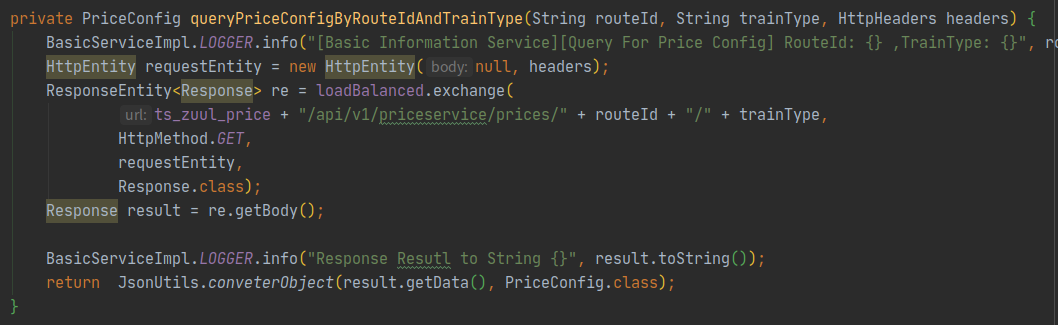 private PriceConfig queryPriceConfigByRouteIdAndTrainType(String routeId, String trainType, HttpHeaders headers) {
BasicServiceImpl.LOGGER.info("[Basic Information Service][Query For Price Config] RouteId: {} ,TrainType: {}", ro
HttpEntity requestEntity = new HttpEntity( body: null, headers);
ResponseEntity<Response> re = loadBalanced.exchange(
url: ts_zuul_price + "/api/v1/priceservice/prices/" + routeId + "/" + trainType,
HttpMethod.GET,
requestEntity,
Response.class);
Response result = re.getBody();
BasicServiceImpl.LOGGER.info("Response Resutl to String {}", result.toString());
return  JsonUtils.conveterObject(result.getData(), PriceConfig.class);
}